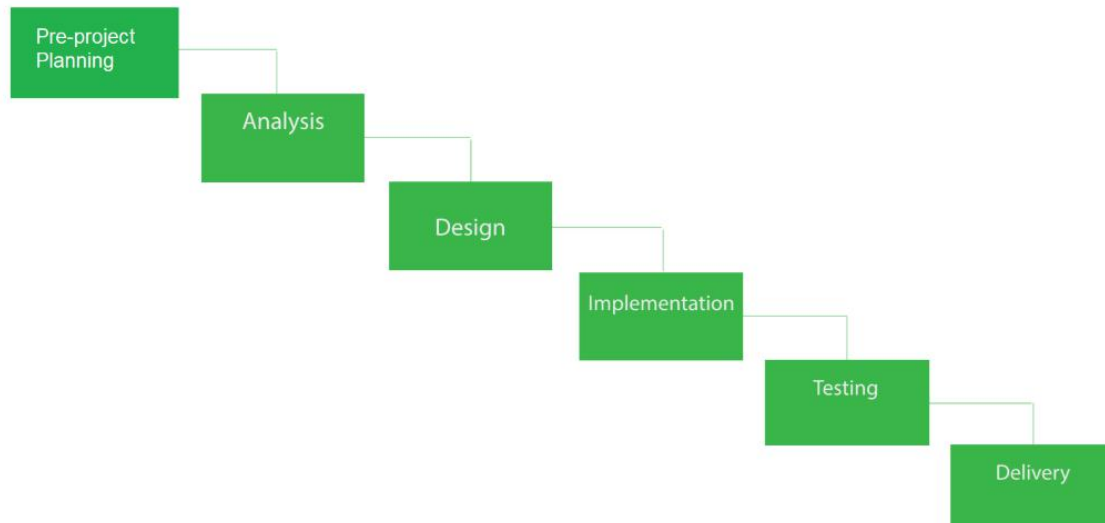 Pre-project
Planning
Analysis
Design
Implementation
Testing
Delivery